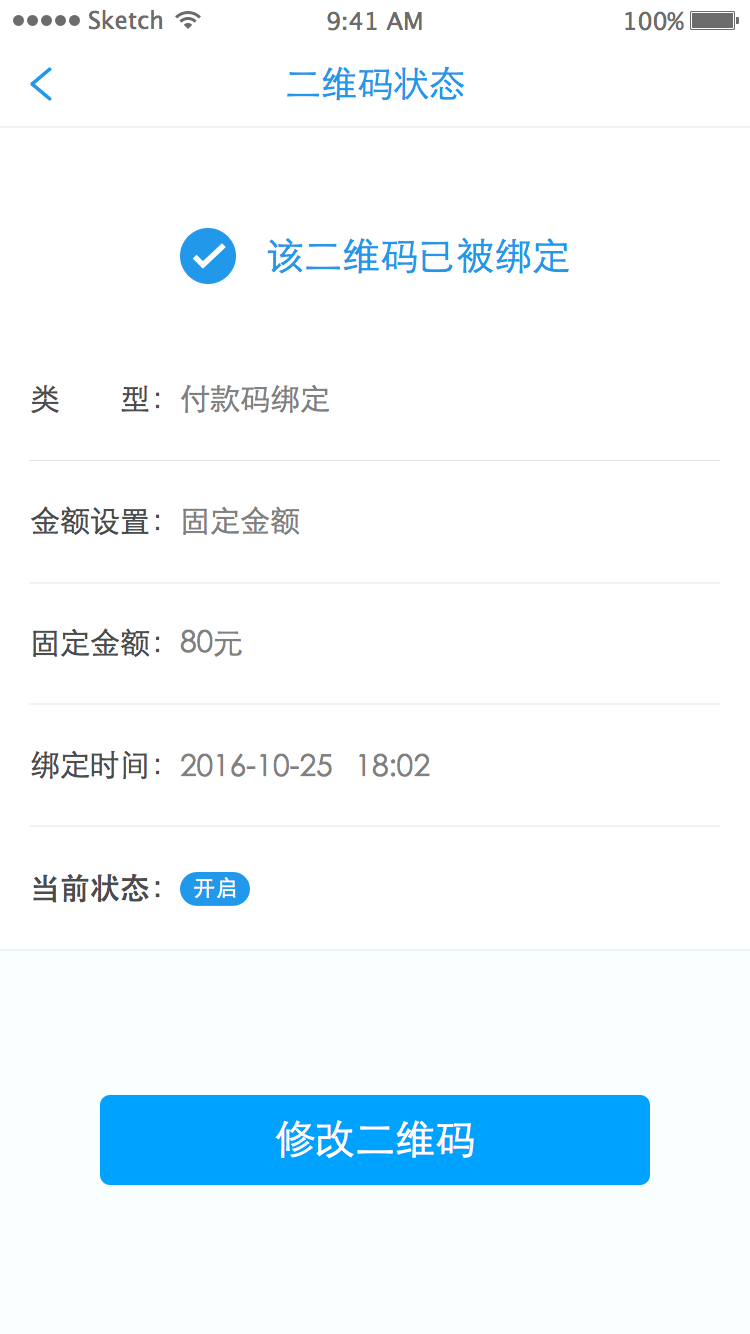 Sketch 9:41 AM 100%
二维码状态
该二维码已被绑定
类 型：付款码绑定
金额设置：固定金额
固定金额：80元
绑定时间：2016-10-25 18:02
当前状态：开启
修改二维码